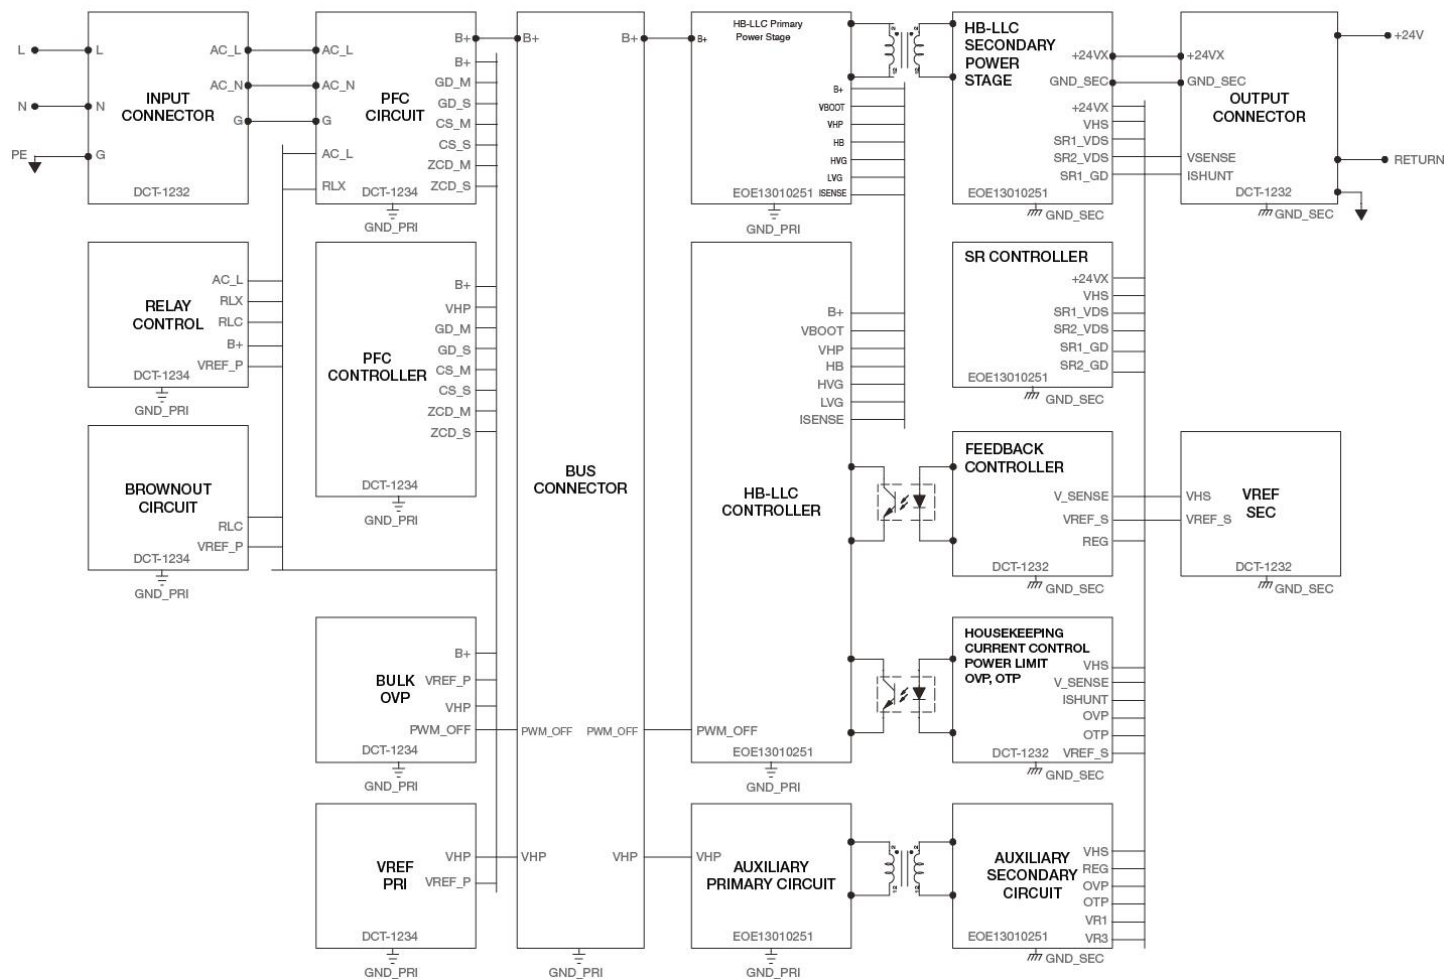 L
N
PE
L
N
G
AC_L
AC_N
G
INPUT
CONNECTOR
DCT-1232
AC_L
AC_N
G
AC_L
RLX
PFC
CIRCUIT
B+
B+
GD_M
GD_S
CS_M
CS_S
ZCD_M
ZCD_S
DCT-1234
GND_PRI
B+
B+
B+
HB-LLC Primary
Power Stage
B+
VBOOT
VHP
HB
HVG
LVG
ISENSE
EOE13010251
GND_PRI
2
12
2
12
HB-LLC
SECONDARY
POWER
STAGE
+24VX
GND_SEC
+24VX
VHS
SR1_VDS
SR2_VDS
SR1_GD
EOE13010251
GND_SEC
+24VX
GND_SEC
OUTPUT
CONNECTOR
VSENSE
ISHUNT
DCT-1232
GND_SEC
+24V
RETURN
AC_L
RLX
RLC
B+
VREF_P
RELAY
CONTROL
DCT-1234
GND_PRI
B+
VHP
GD_M
GD_S
CS_M
CS_S
ZCD_M
ZCD_S
PFC
CONTROLLER
DCT-1234
GND_PRI
BUS
CONNECTOR
B+
VBOOT
VHP
HB
HVG
LVG
ISENSE
HB-LLC
CONTROLLER
SR CONTROLLER
+24VX
VHS
SR1_VDS
SR2_VDS
SR1_GD
SR2_GD
EOE13010251
GND_SEC
BROWNOUT
CIRCUIT
RLC
VREF_P
DCT-1234
GND_PRI
FEEDBACK
CONTROLLER
V_SENSE
VREF_S
REG
DCT-1232
GND_SEC
VHS
VREF_S
VREF
SEC
DCT-1232
GND_SEC
B+
VREF_P
VHP
PWM_OFF
BULK
OVP
DCT-1234
GND_PRI
PWM_OFF
PWM_OFF
PWM_OFF
EOE13010251
GND_PRI
HOUSEKEEPING
CURRENT CONTROL
POWER LIMIT
OVP, OTP
VHS
V_SENSE
ISHUNT
OVP
OTP
VREF_S
DCT-1232
GND_SEC
VREF
PRI
VHP
VREF_P
DCT-1234
GND_PRI
VHP
VHP
GND_PRI
VHP
AUXILIARY
PRIMARY CIRCUIT
EOE13010251
GND_PRI
2
12
2
12
AUXILIARY
SECONDARY
CIRCUIT
VHS
REG
OVP
OTP
VR1
VR3
EOE13010251
GND_SEC